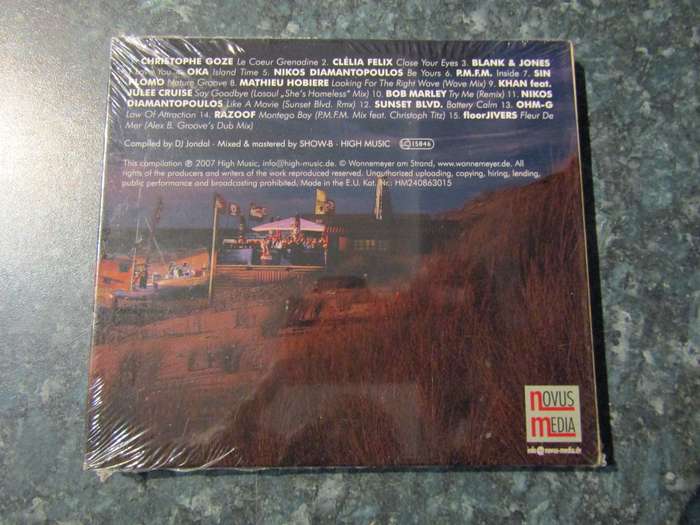 CHRISTOPHE GOZE Le Coeur Grenadine 2. CLÉLIA FELIX Close Your Eyes 3. BLANK & JONES
I Love You 4. OKA Island Time 5. NIKOS DIAMANTOPOULOS Be Yours 6. P.M.F.M. Inside 7. SIN
PLOMO Nature Groove 8. MATHIEU HOBIERE Looking For The Right Wave (Wave Mix) 9. KHAN feat.
JULEE CRUISE Say Goodbye (Losoul „She's Homeless" Mix) 10. BOB MARLEY Try Me (Remix) 11. NIKOS
DIAMANTOPOULOS Like A Movie (Sunset Blvd. Rmx) 12. SUNSET BLVD. Battery Calm 13. OHM-G
Law Of Attraction 14. RAZOOF Montego Bay (P.M.F.M. Mix feat. Christoph Titz) 15. floorJIVERS Fleur De
Mer (Alex B. Groove's Dub Mix)
Compiled by DJ Jondal - Mixed & mastered by SHOW-B - HIGH MUSIC LC 15846
This compilation ℗ 2007 High Music, info@high-music.de. © Wonnemeyer am Strand, www.wonnemeyer.de. All
rights of the producers and writers of the work reproduced reserved. Unauthorized uploading, copying, hiring, lending,
public performance and broadcasting prohibited. Made in the E.U. Kat. Nr.: HM240863015
NOVUS
MEDIA
info@novus-media.de